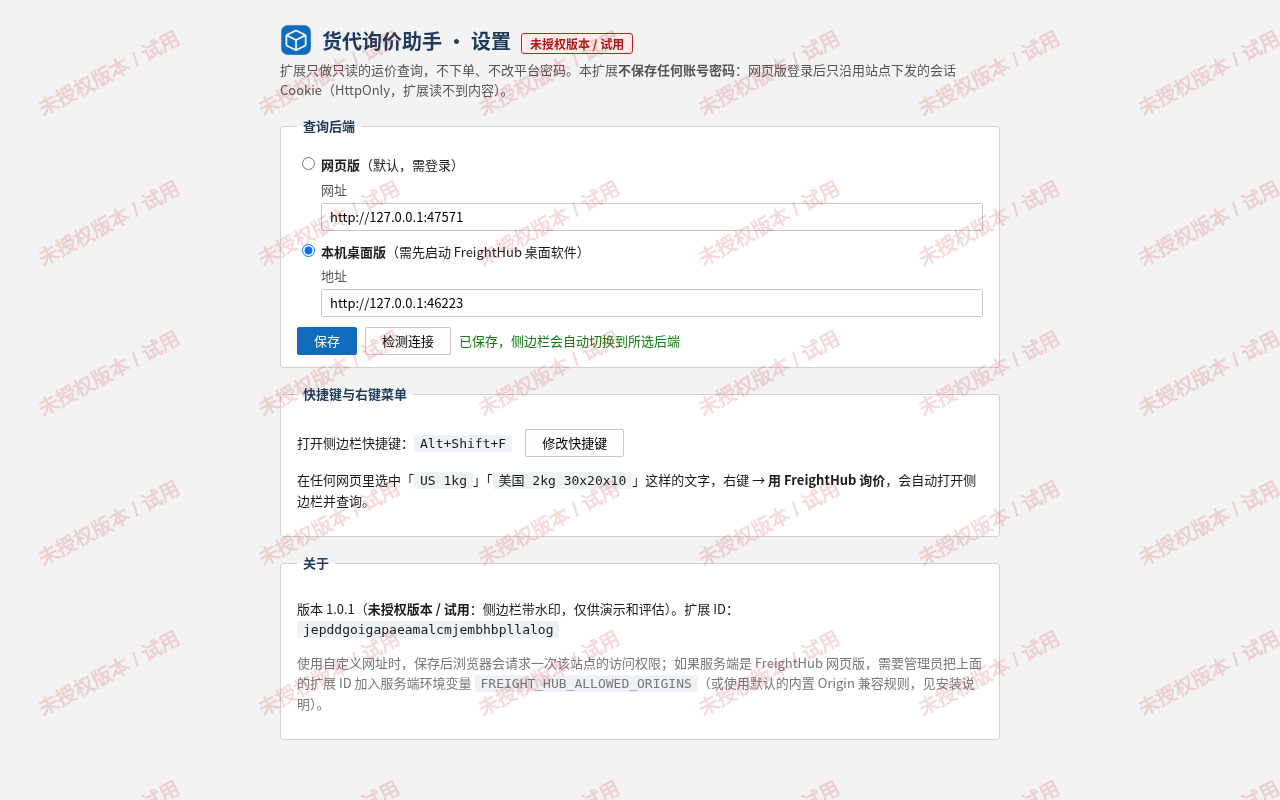 货代询价助手 · 设置 未授权版本 / 试用
扩展只做只读的运价查询，不下单、不改平台密码。本扩展不保存任何账号密码：网页版登录后只沿用站点下发的会话
Cookie（HttpOnly，扩展读不到内容）。
查询后端
网页版（默认，需登录）
网址
http://127.0.0.1:47571
本机桌面版（需先启动 FreightHub 桌面软件）
地址
http://127.0.0.1:46223
保存 检测连接 已保存，侧边栏会自动切换到所选后端
快捷键与右键菜单
打开侧边栏快捷键： Alt+Shift+F 修改快捷键
在任何网页里选中「 US 1kg 」「 美国 2kg 30x20x10 」这样的文字，右键 → 用 FreightHub 询价，会自动打开侧
边栏并查询。
关于
版本 1.0.1（未授权版本 / 试用：侧边栏带水印，仅供演示和评估）。扩展 ID：
jepddgoigapaeamalcmjembhbpllalog
使用自定义网址时，保存后浏览器会请求一次该站点的访问权限；如果服务端是 FreightHub 网页版，需要管理员把上面
的扩展 ID 加入服务端环境变量 FREIGHT_HUB_ALLOWED_ORIGINS （或使用默认的内置 Origin 兼容规则，见安装说
明）。
未授权版本 / 试用